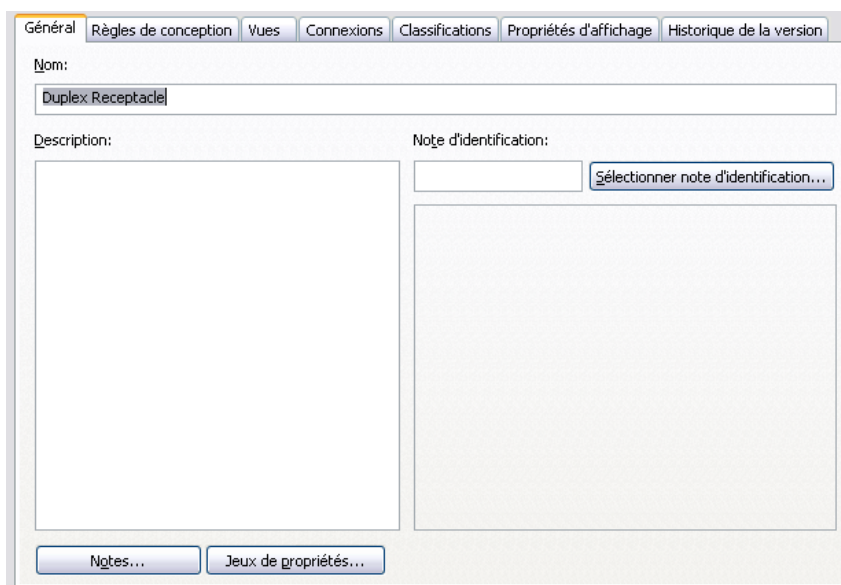 Général Règles de conception Vues Connexions Classifications Propriétés d'affichage Historique de la version
Nom:
Duplex Receptacle
Description:
Note d'identification:
Sélectionner note d'identification...
Notes... Jeux de propriétés...